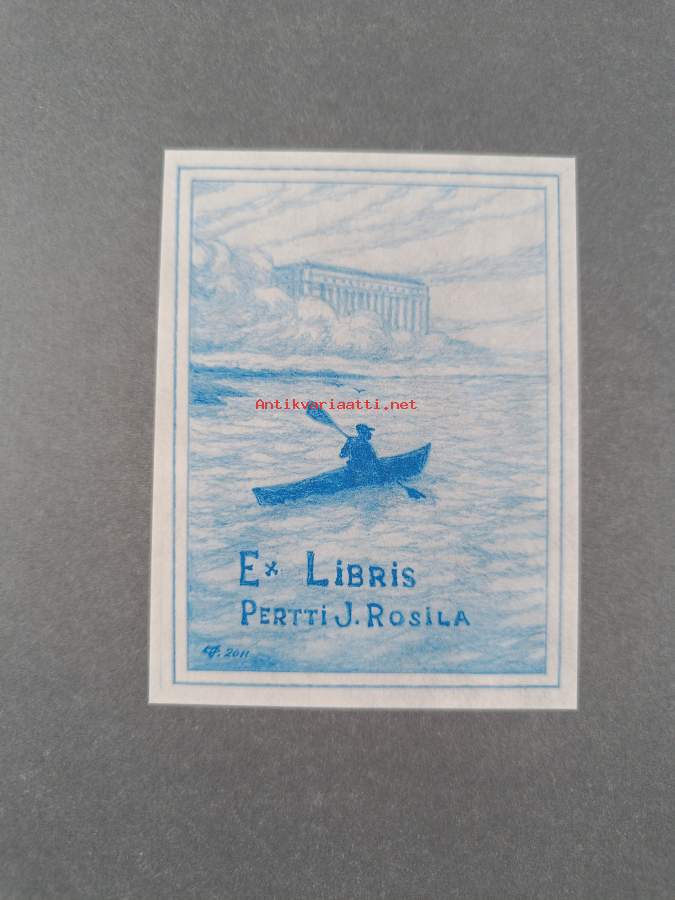 Antikvariaatti.net
Ex Libris
Pertti J. Rosila
2011